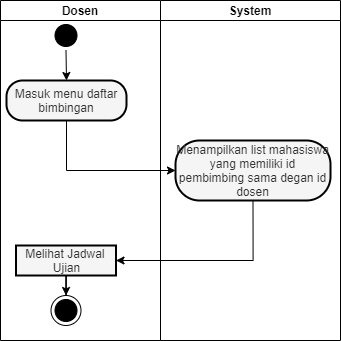 Dosen
System
Masuk menu daftar
bimbingan
Menampilkan list mahasiswa
yang memiliki id
pembimbing sama degan id
dosen
Melihat Jadwal
Ujian